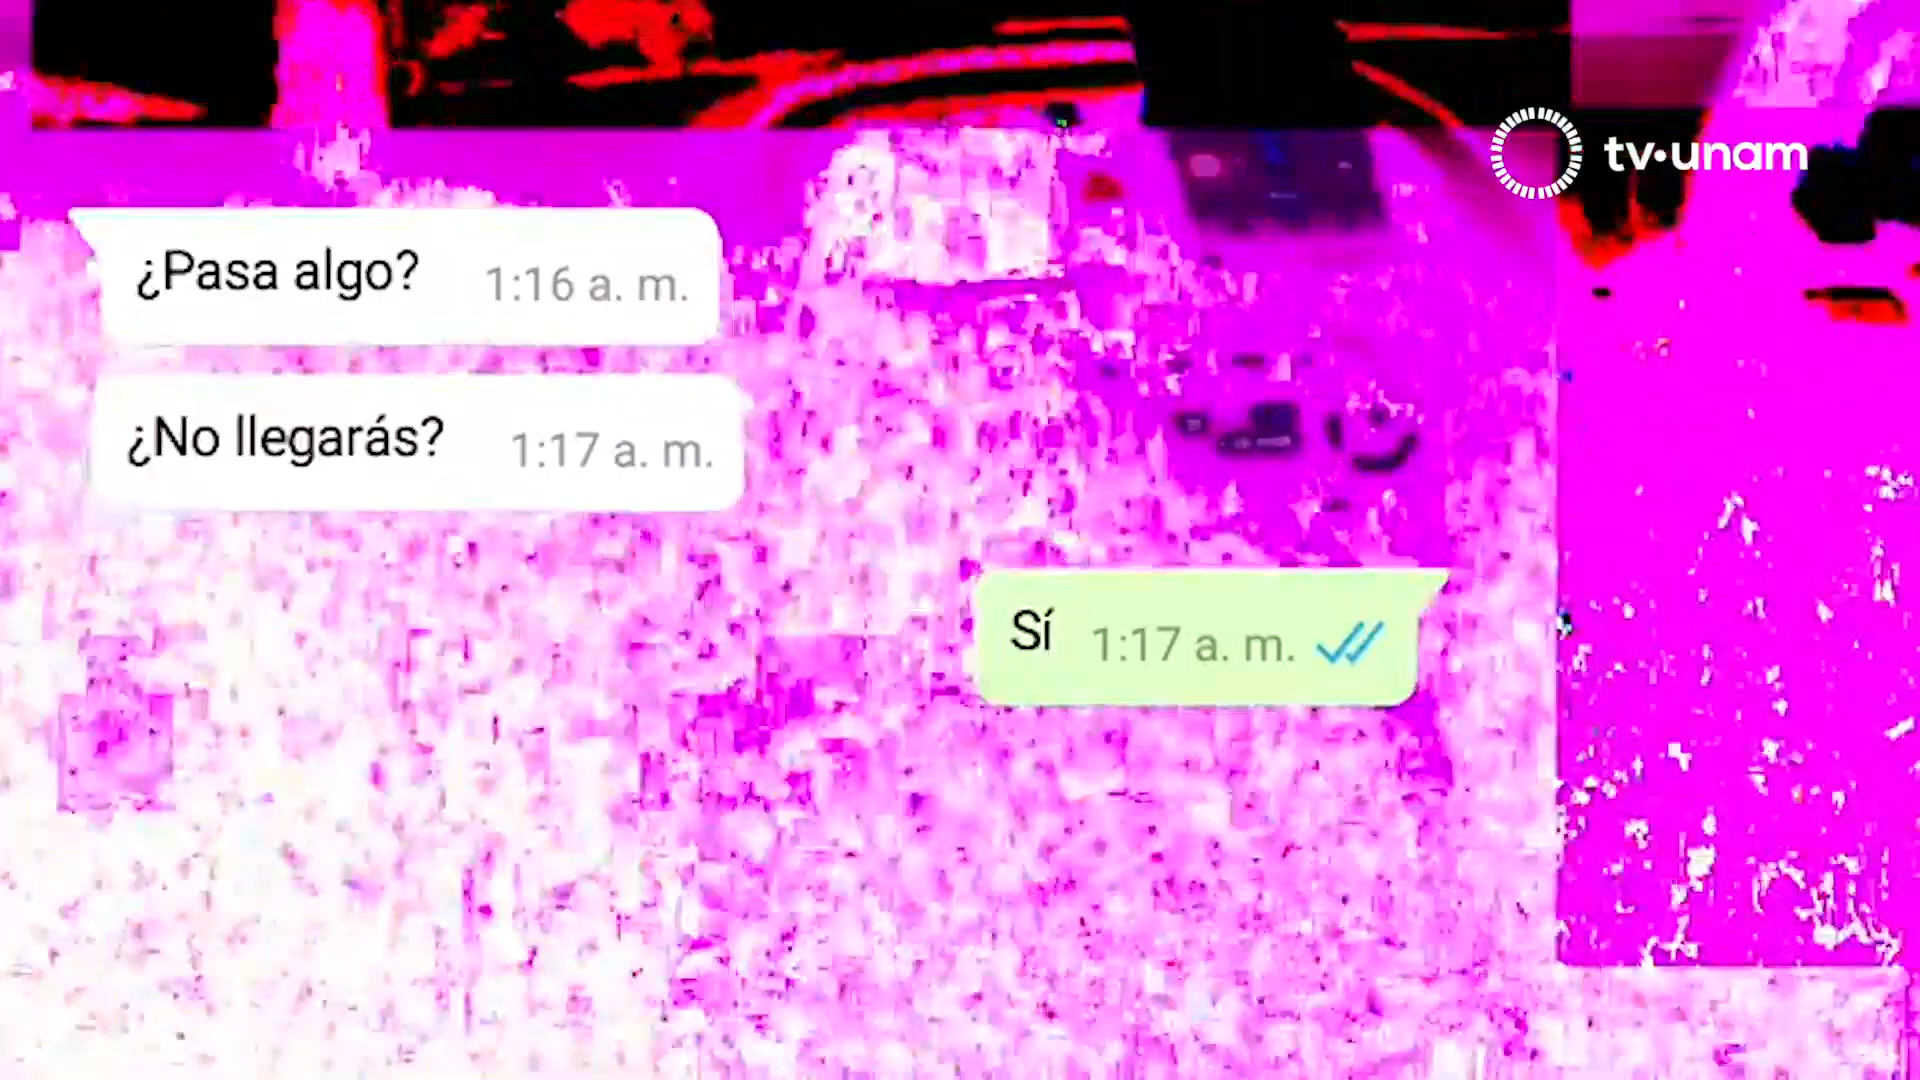 tv•unam
¿Pasa algo? 1:16 a. m.
¿No llegarás? 1:17 a. m.
Sí 1:17 a. m.